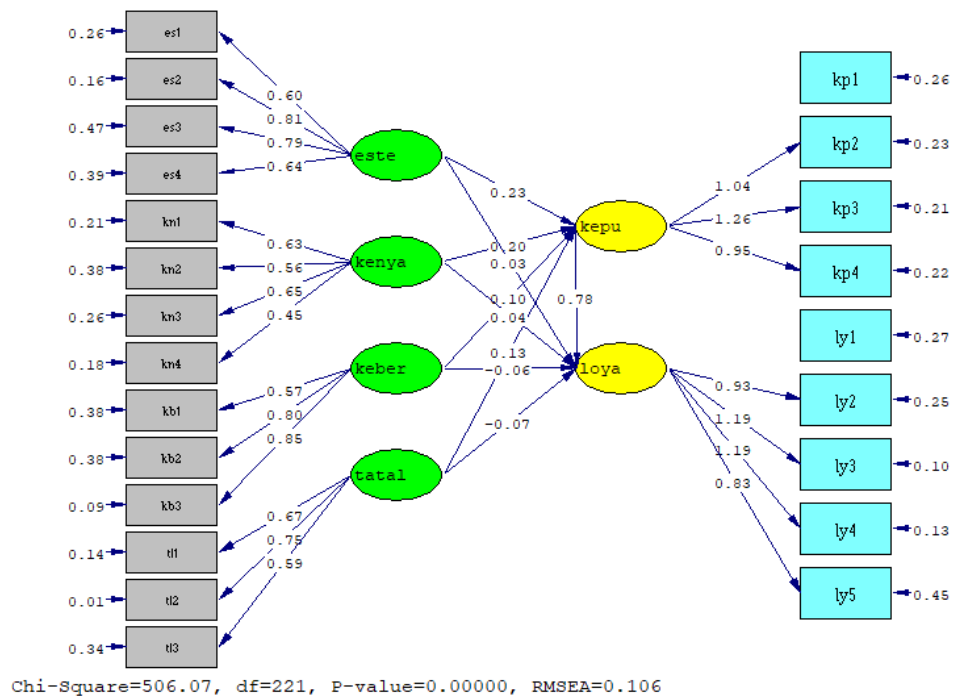 0.26 es1
0.16 es2
0.47 es3
0.39 es4
0.21 kn1
0.38 kn2
0.26 kn3
0.18 kn4
0.38 kb1
0.38 kb2
0.09 kb3
0.14 tl1
0.01 tl2
0.34 tl3
0.60
0.81
0.79
0.64
0.63
0.56
0.65
0.45
0.57
0.80
0.85
0.67
0.75
0.59
este
kenya
keber
tatal
0.23
0.20
0.03
0.10
0.04
0.13
-0.06
-0.07
0.78
kepu
loya
1.04
1.26
0.95
0.93
1.19
1.19
0.83
kp1 0.26
kp2 0.23
kp3 0.21
kp4 0.22
ly1 0.27
ly2 0.25
ly3 0.10
ly4 0.13
ly5 0.45
Chi-Square=506.07, df=221, P-value=0.00000, RMSEA=0.106